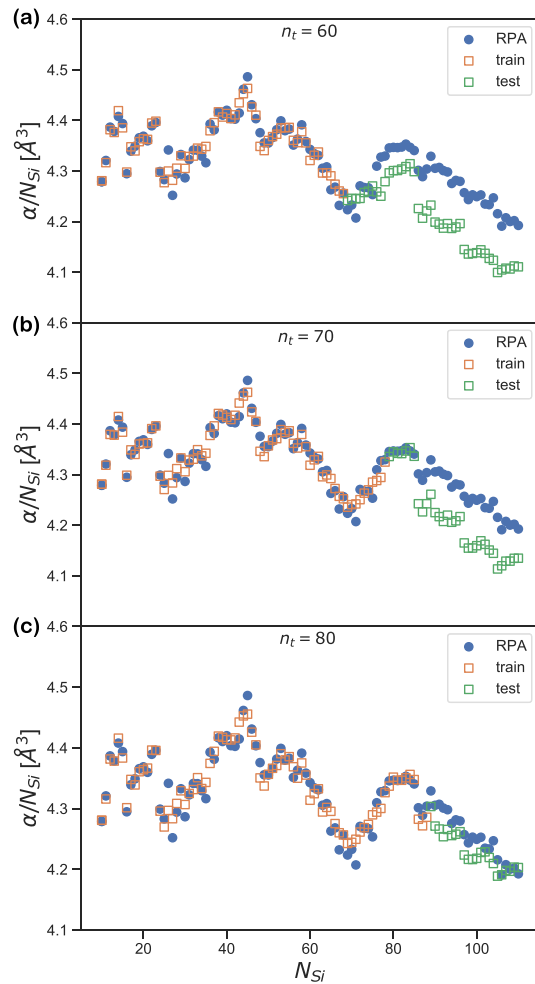 (a)
n_t = 60
4.6
4.5
4.4
4.3
4.2
4.1
α/N_Si [Å^3]
RPA
train
test
(b)
n_t = 70
4.6
4.5
4.4
4.3
4.2
4.1
α/N_Si [Å^3]
RPA
train
test
(c)
n_t = 80
4.6
4.5
4.4
4.3
4.2
4.1
α/N_Si [Å^3]
RPA
train
test
20 40 60 80 100
N_Si